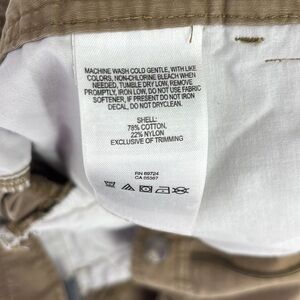 MACHINE WASH COLD GENTLE, WITH LIKE
COLORS, NON-CHLORINE BLEACH WHEN
NEEDED, TUMBLE DRY LOW, REMOVE
PROMPTLY, IRON LOW, DO NOT USE FABRIC
SOFTENER, IF PRESENT DO NOT IRON
DECAL, DO NOT DRYCLEAN.
SHELL:
78% COTTON,
22% NYLON
EXCLUSIVE OF TRIMMING
RN 69724
CA 05367